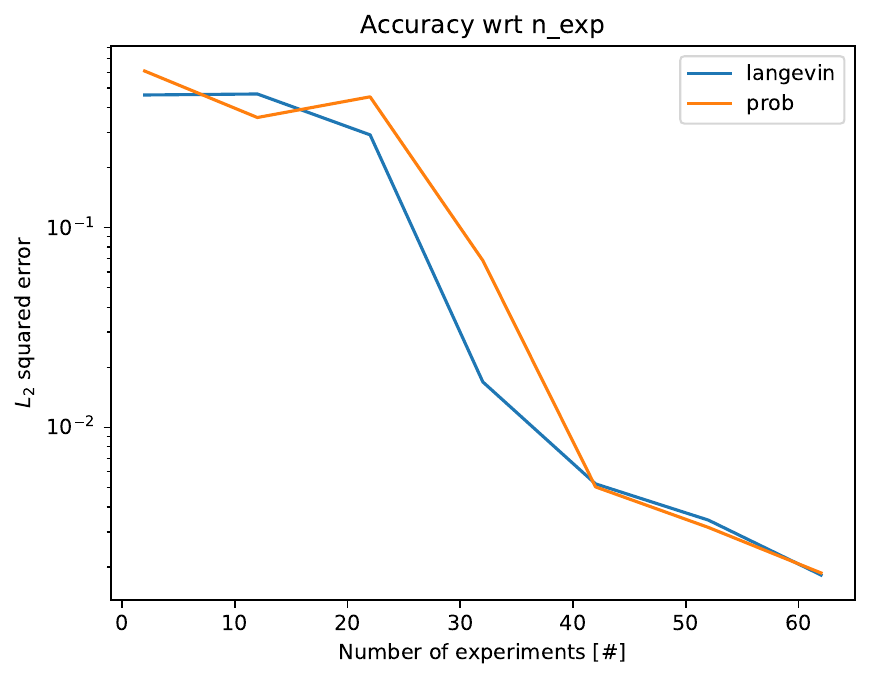 Accuracy wrt n_exp
langevin
prob
10⁻¹
10⁻²
L₂ squared error
0 10 20 30 40 50 60
Number of experiments [#]